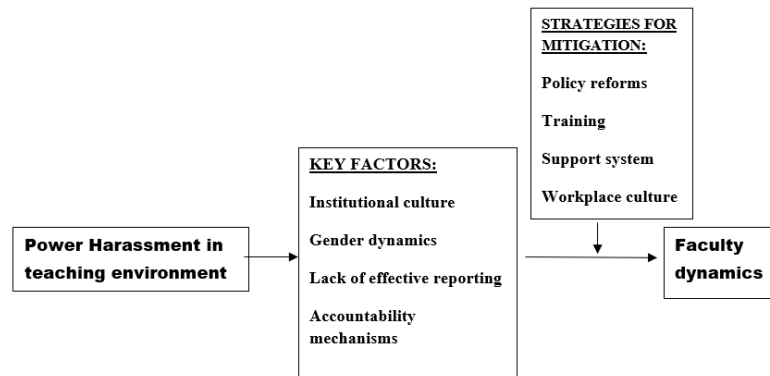 STRATEGIES FOR
MITIGATION:
Policy reforms
Training
Support system
Workplace culture
KEY FACTORS:
Institutional culture
Gender dynamics
Lack of effective reporting
Accountability
mechanisms
Power Harassment in
teaching environment
Faculty
dynamics